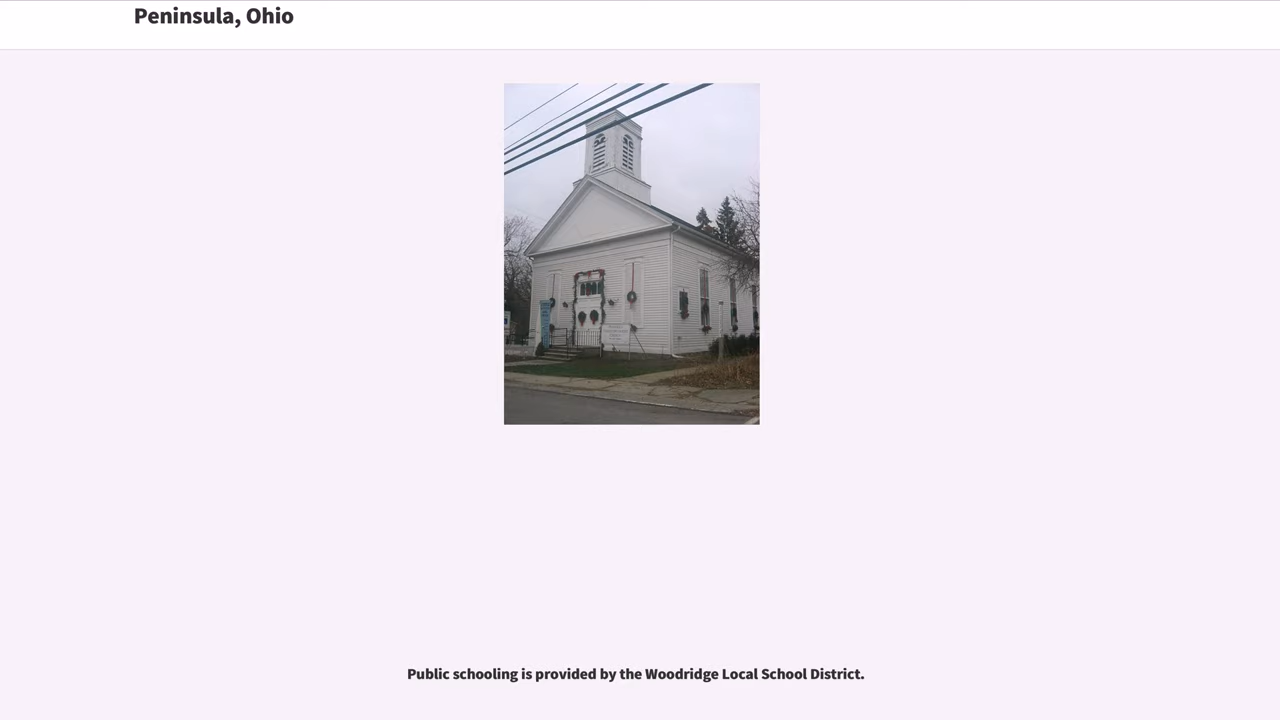 Peninsula, Ohio
Public schooling is provided by the Woodridge Local School District.